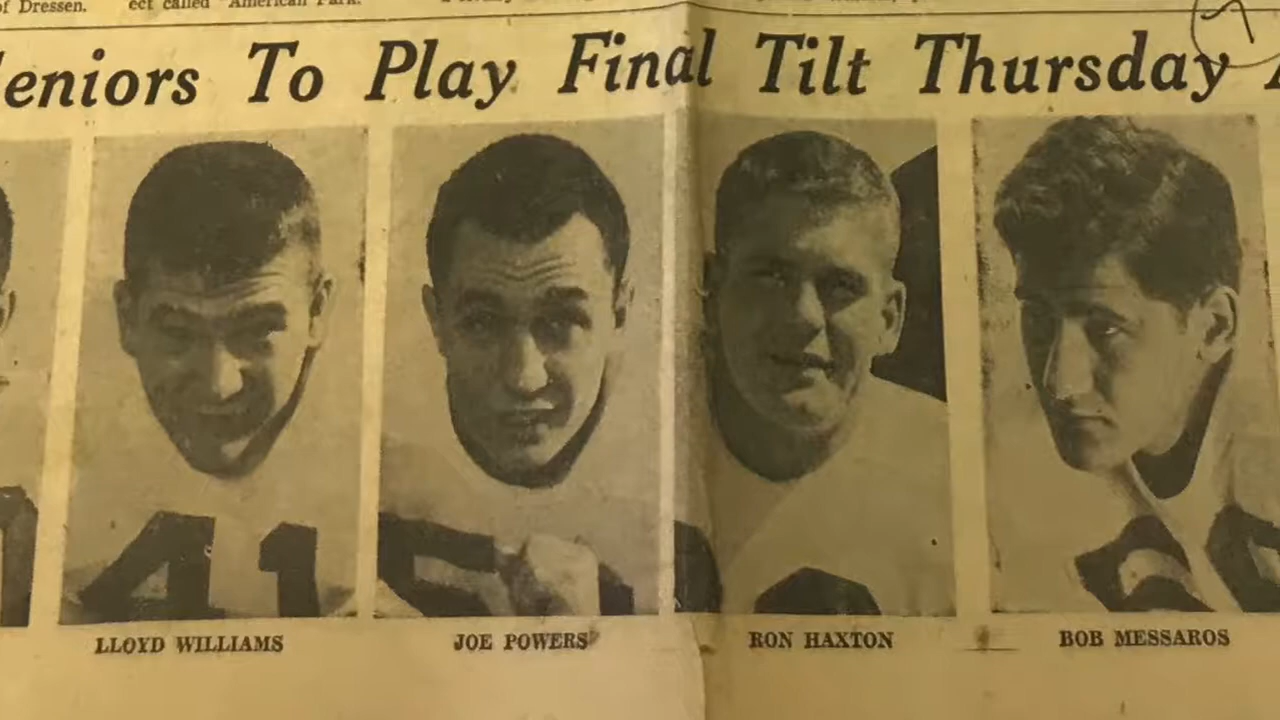 of Dressen. ect called "American Park.
eniors To Play Final Tilt Thursday
41
LLOYD WILLIAMS JOE POWERS RON HAXTON BOB MESSAROS